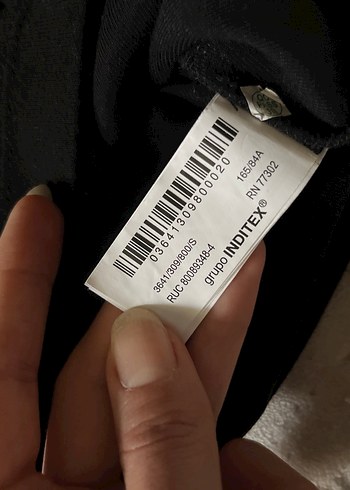 03641309800020
165/84A
3641/309/800/S
RN 77302
RUC 80089348-4
grupo INDITEX®